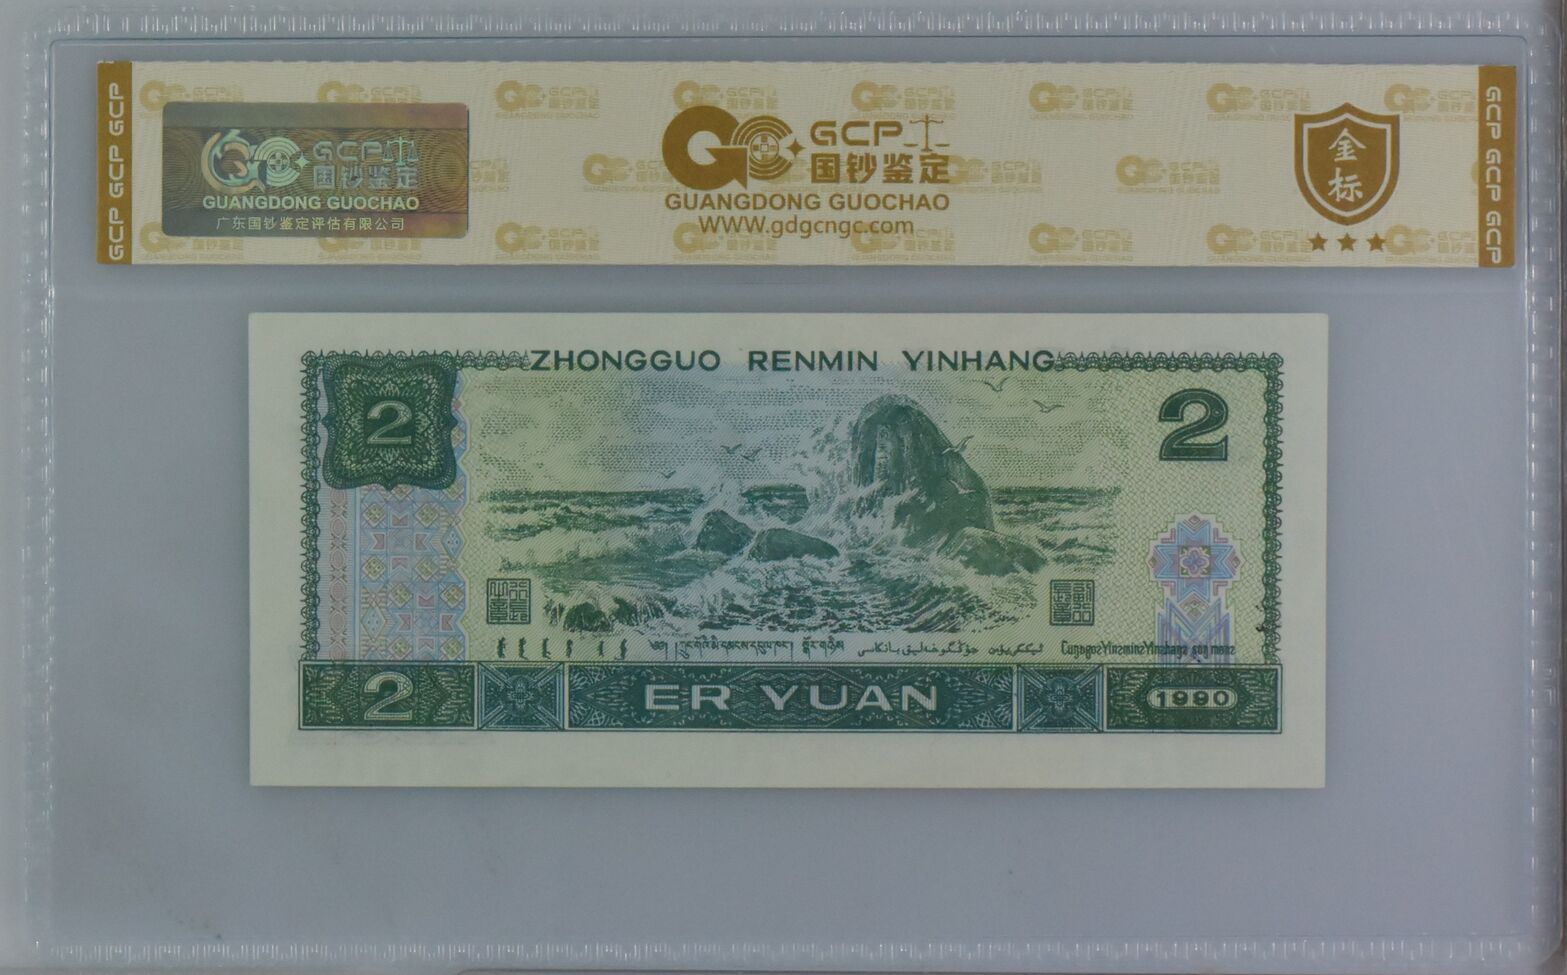 GCP GCP GCP
GCP
国钞鉴定
GUANGDONG GUOCHAO
广东国钞鉴定评估有限公司
GCP
国钞鉴定
GUANGDONG GUOCHAO
WWW.gdgcngc.com
金
标
GCP GCP GCP
ZHONGGUO RENMIN YINHANG
2
2
2
ER YUAN
1990